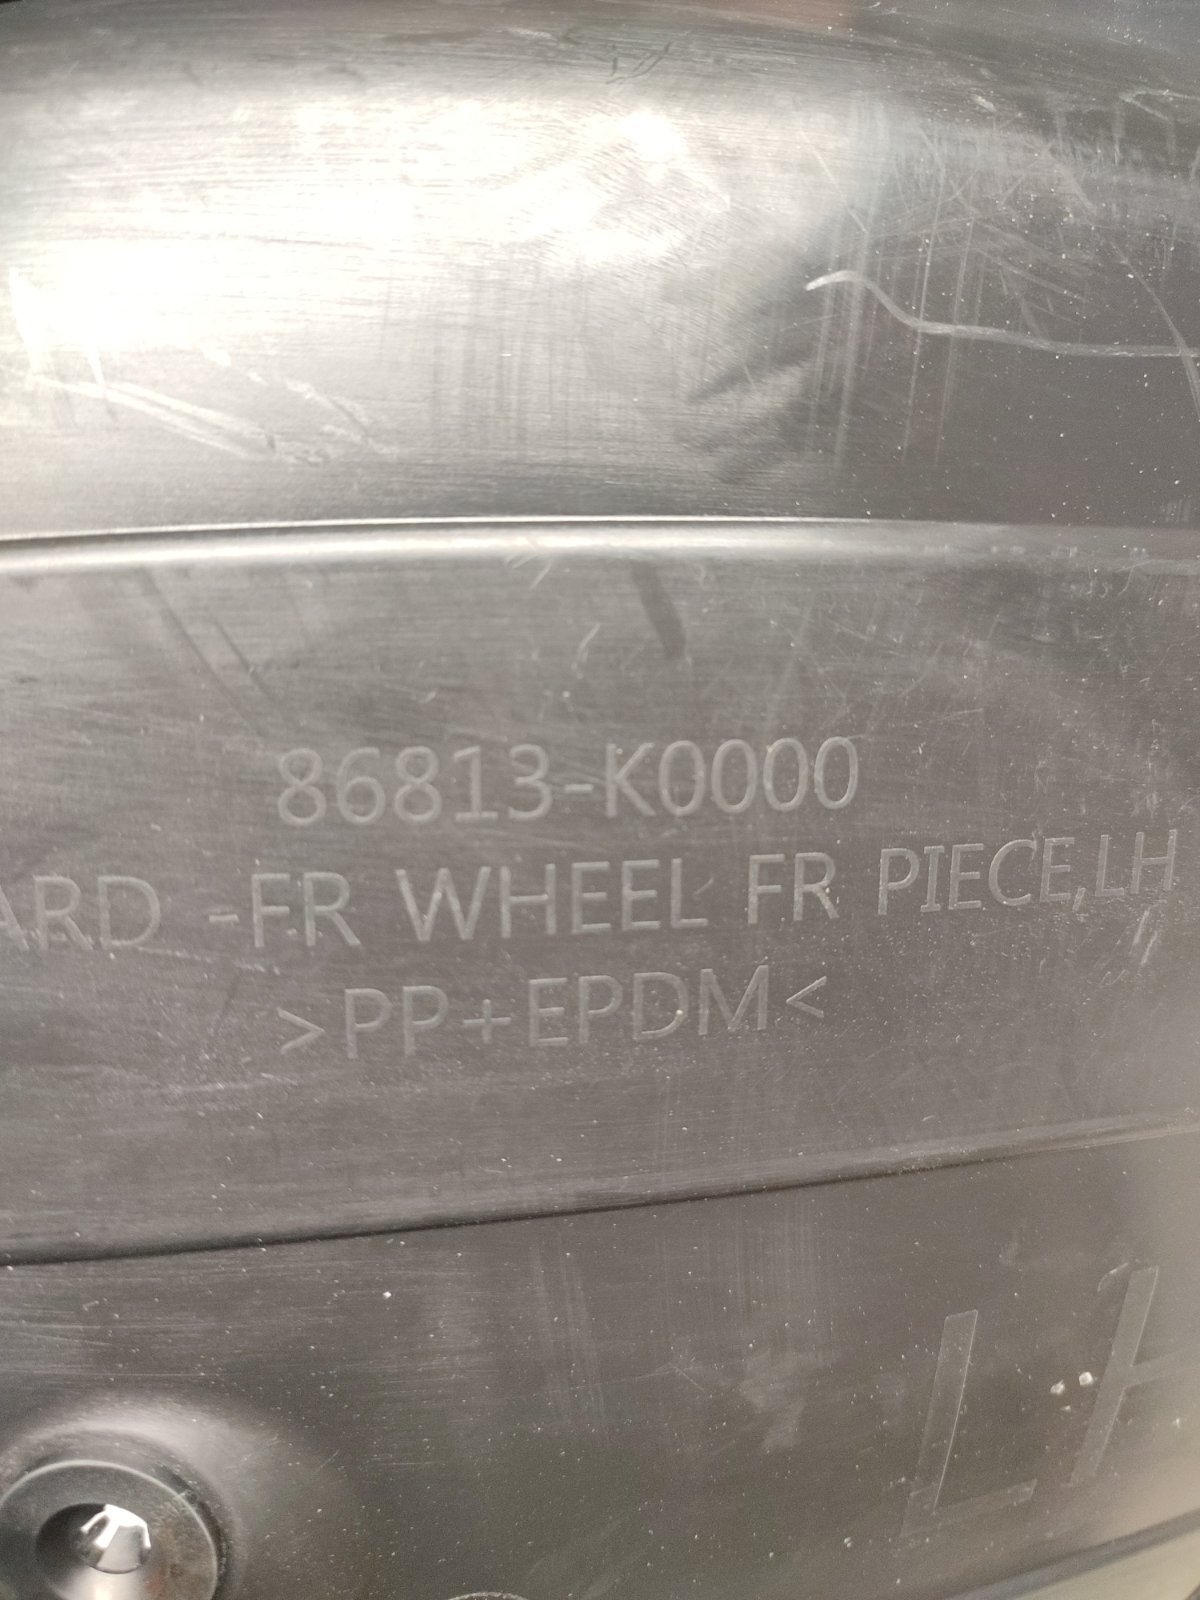 86813-K0000
ARD -FR WHEEL FR PIECE,LH
>PP+EPDM<
LH